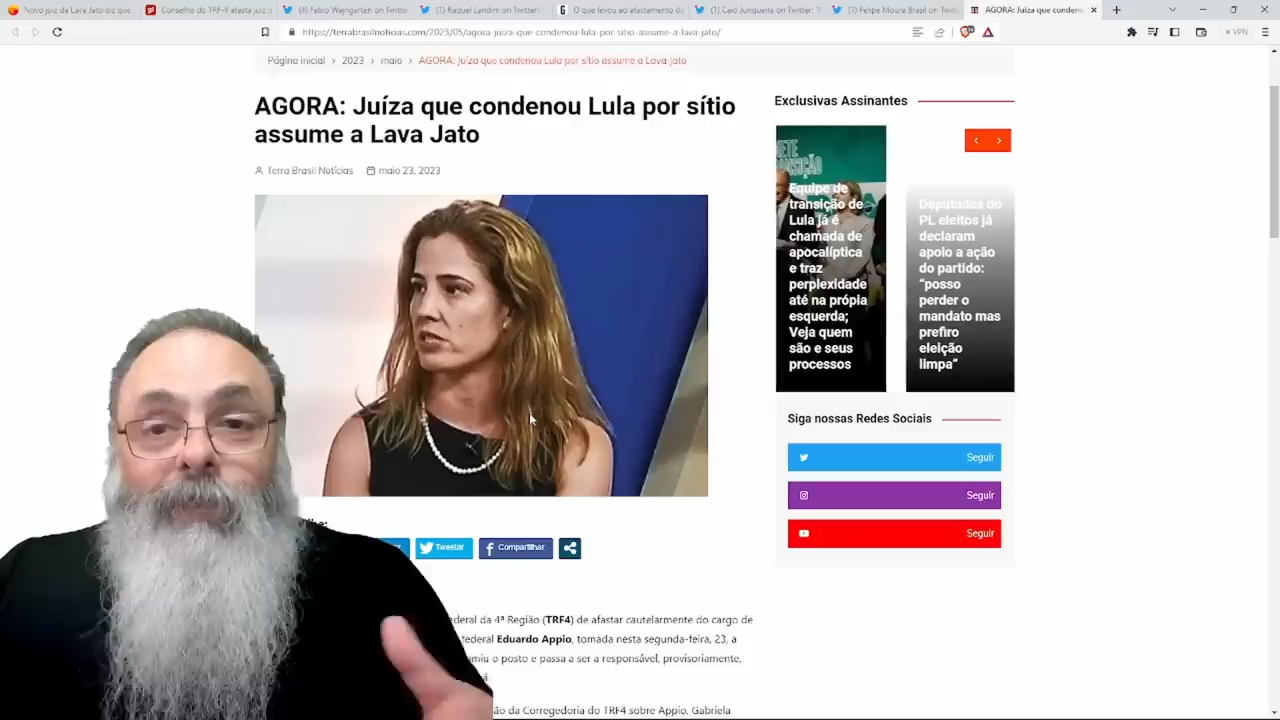 Novo juiz da Lava Jato diz que
Conselho do TRF4 afasta juiz d
(4) Fabio Wajngarten on Twitter
(1) Raquel Landim on Twitter: "
O que levou ao afastamento de
(1) Caio Junqueira on Twitter: "
(1) Felipe Moura Brasil on Twitt
AGORA: Juíza que condenou
https://terrabrasilnoticias.com/2023/05/agora-juiza-que-condenou-lula-por-sitio-assume-a-lava-jato/
VPN
Página inicial > 2023 > maio > AGORA: Juíza que condenou Lula por sítio assume a Lava Jato
AGORA: Juíza que condenou Lula por sítio
assume a Lava Jato
Terra Brasil Notícias maio 23, 2023
Exclusivas Assinantes
Equipe de
transição de
Lula já é
chamada de
apocalíptica
e traz
perplexidade
até na própia
esquerda;
Veja quem
são e seus
processos
Deputados do
PL eleitos já
declaram
apoio a ação
do partido:
“posso
perder o
mandato mas
prefiro
eleição
limpa”
Siga nossas Redes Sociais
Seguir
Seguir
Seguir
Tweetar
Compartilhar
ederal da 4ª Região (TRF4) de afastar cautelarmente do cargo de
federal Eduardo Appio, tomada nesta segunda-feira, 23, a
umiu o posto e passa a ser a responsável, provisoriamente,
ão da Corregedoria do TRF4 sobre Appio, Gabriela